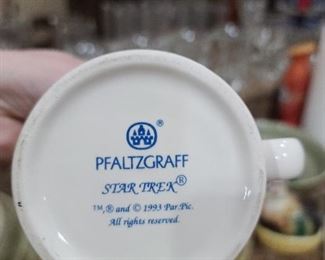 ®
PFALTZGRAFF
STAR TREK®
™,® and © 1993 Par. Pic.
All rights reserved.